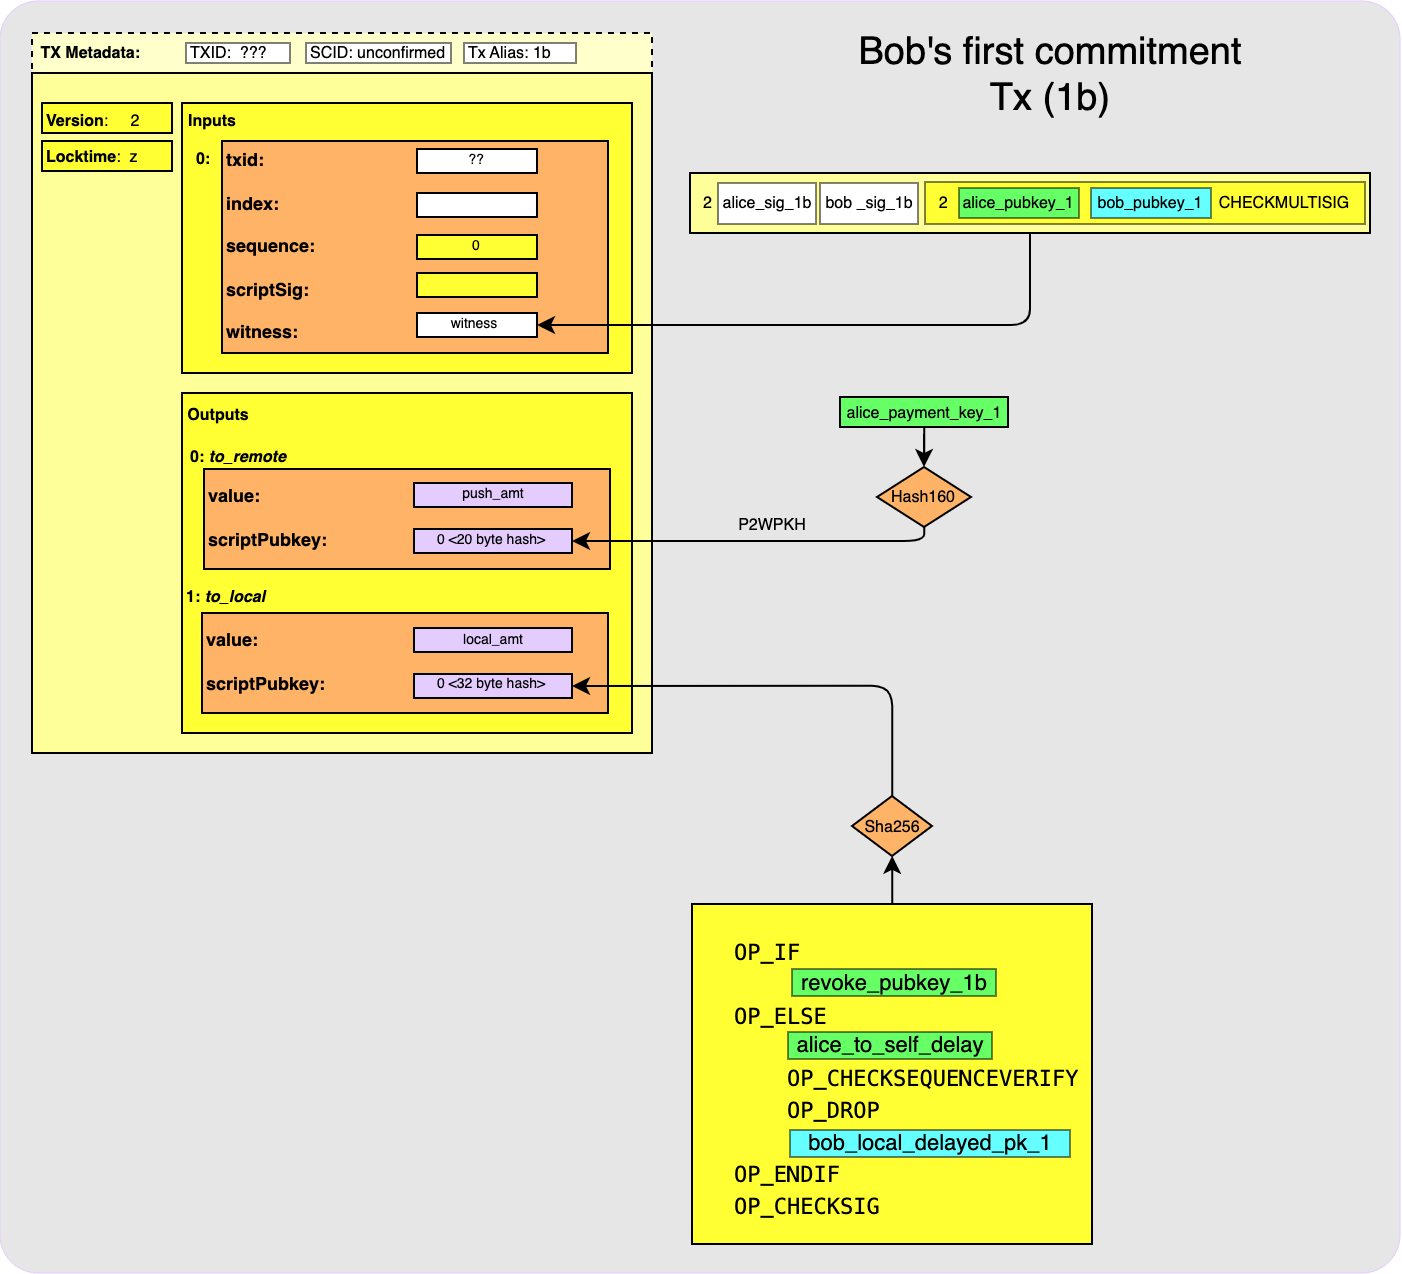 Bob's first commitment
Tx (1b)
TX Metadata: TXID: ??? SCID: unconfirmed Tx Alias: 1b
Version: 2
Locktime: z
Inputs
0: txid: ??
index:
sequence: 0
scriptSig:
witness: witness
2 alice_sig_1b bob _sig_1b 2 alice_pubkey_1 bob_pubkey_1 CHECKMULTISIG
Outputs
0: to_remote
value: push_amt
scriptPubkey: 0 <20 byte hash>
alice_payment_key_1
Hash160
P2WPKH
1: to_local
value: local_amt
scriptPubkey: 0 <32 byte hash>
Sha256
OP_IF
revoke_pubkey_1b
OP_ELSE
alice_to_self_delay
OP_CHECKSEQUENCEVERIFY
OP_DROP
bob_local_delayed_pk_1
OP_ENDIF
OP_CHECKSIG